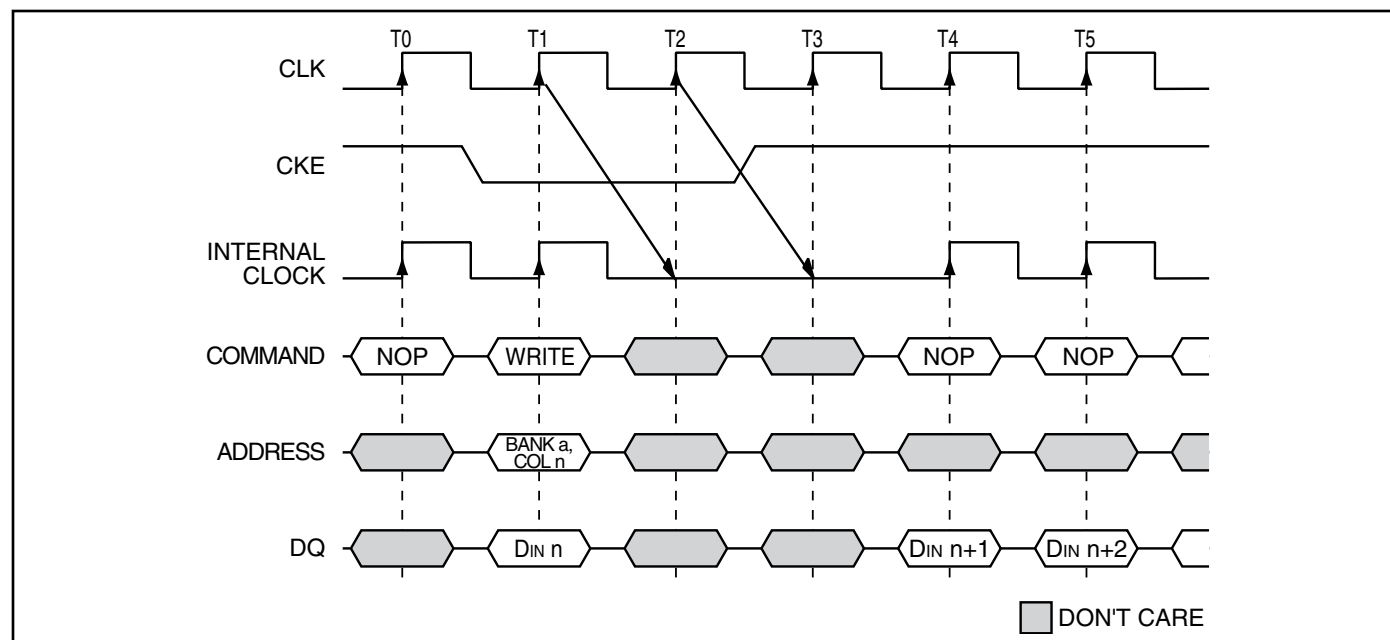 T0 T1 T2 T3 T4 T5
CLK
CKE
INTERNAL
CLOCK
COMMAND NOP WRITE NOP NOP
ADDRESS BANK a,
COL n
DQ DIN n DIN n+1 DIN n+2
DON'T CARE